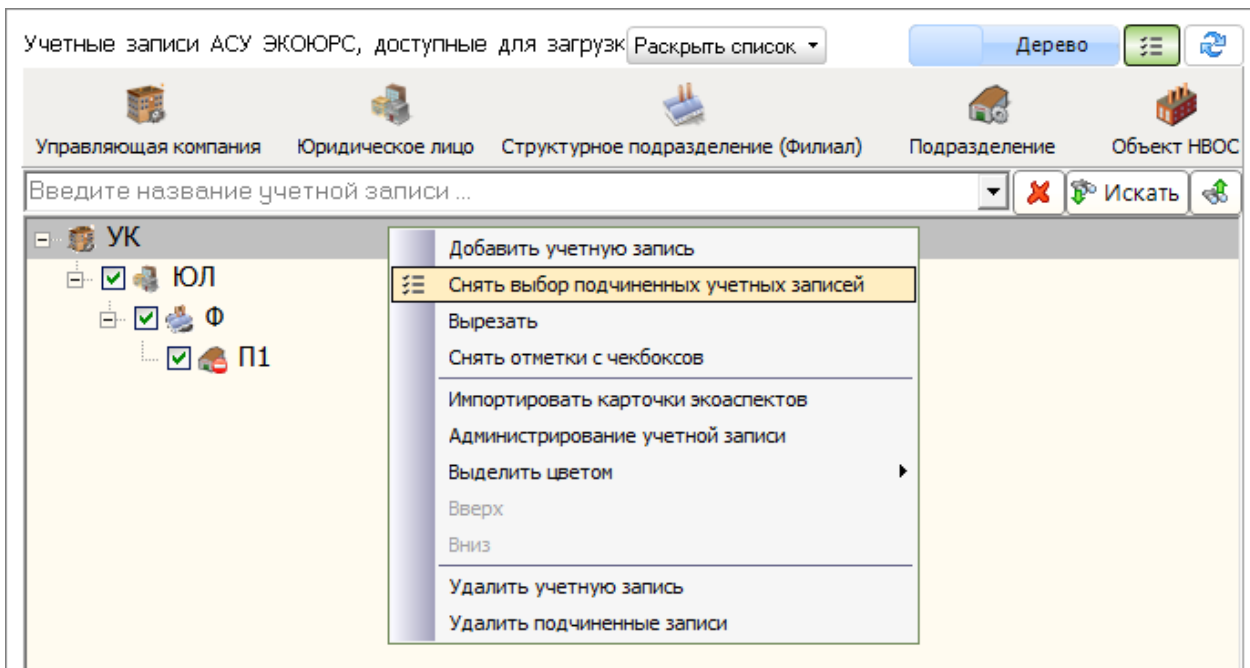 Учетные записи АСУ ЭКОЮРС, доступные для загрузк Раскрыть список Дерево
Управляющая компания Юридическое лицо Структурное подразделение (Филиал) Подразделение Объект НВОС
Введите название учетной записи ... Искать
УК
Добавить учетную запись
ЮЛ
Снять выбор подчиненных учетных записей
Ф
Вырезать
П1
Снять отметки с чекбоксов
Импортировать карточки экоаспектов
Администрирование учетной записи
Выделить цветом
Вверх
Вниз
Удалить учетную запись
Удалить подчиненные записи